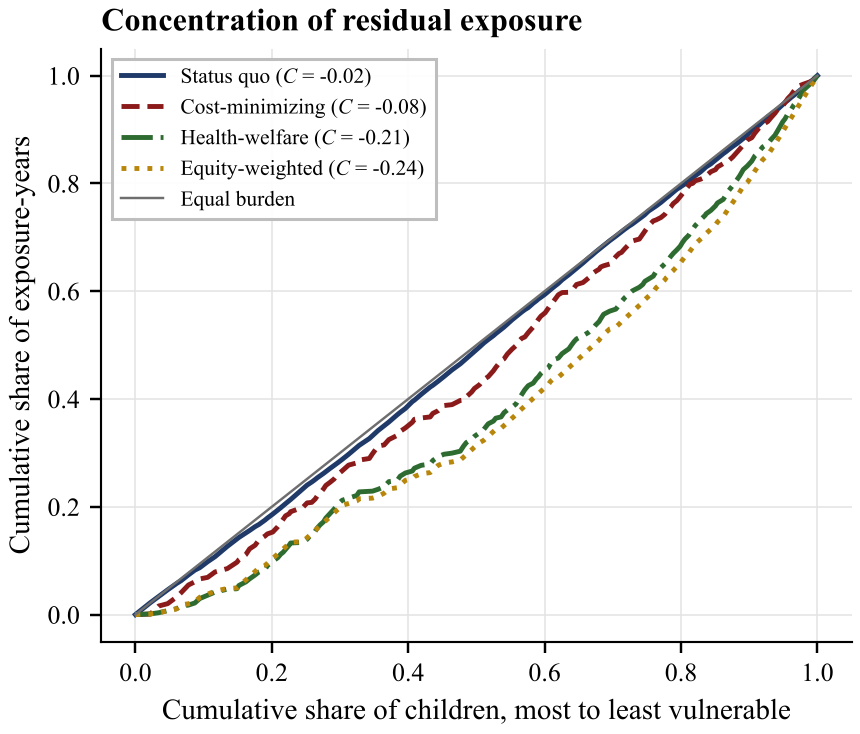 Concentration of residual exposure
Status quo (C = -0.02)
Cost-minimizing (C = -0.08)
Health-welfare (C = -0.21)
Equity-weighted (C = -0.24)
Equal burden
Cumulative share of exposure-years
1.0
0.8
0.6
0.4
0.2
0.0
0.0 0.2 0.4 0.6 0.8 1.0
Cumulative share of children, most to least vulnerable